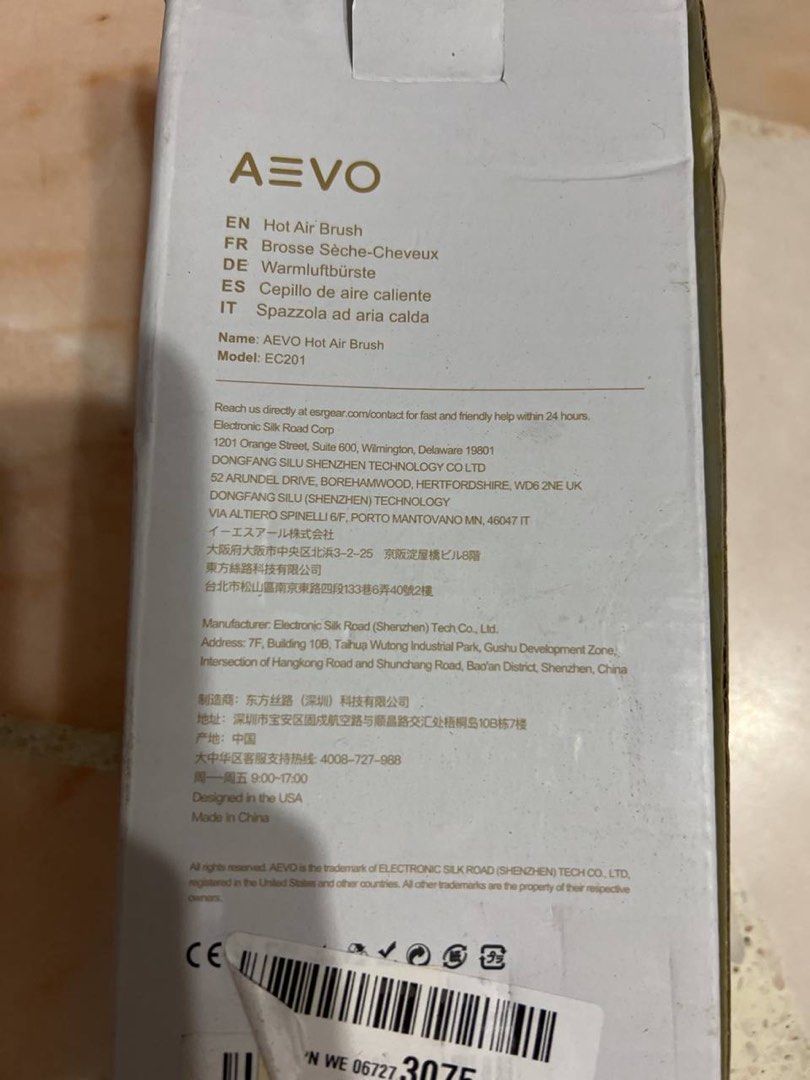 AEVO
EN Hot Air Brush
FR Brosse Sèche-Cheveux
DE Warmluftbürste
ES Cepillo de aire caliente
IT Spazzola ad aria calda
Name: AEVO Hot Air Brush
Model: EC201
Reach us directly at esrgear.com/contact for fast and friendly help within 24 hours.
Electronic Silk Road Corp
1201 Orange Street, Suite 600, Wilmington, Delaware 19801
DONGFANG SILU SHENZHEN TECHNOLOGY CO LTD
52 ARUNDEL DRIVE, BOREHAMWOOD, HERTFORDSHIRE, WD6 2NE UK
DONGFANG SILU (SHENZHEN) TECHNOLOGY
VIA ALTIERO SPINELLI 6/F, PORTO MANTOVANO MN, 46047 IT
イーエスアール株式会社
大阪府大阪市中央区北浜3-2-25 京阪淀屋橋ビル8階
東方絲路科技有限公司
台北市松山區南京東路四段133巷6弄40號2樓
Manufacturer: Electronic Silk Road (Shenzhen) Tech Co., Ltd.
Address: 7F, Building 10B, Taihua Wutong Industrial Park, Gushu Development Zone,
Intersection of Hangkong Road and Shunchang Road, Bao'an District, Shenzhen, China
制造商: 东方丝路（深圳）科技有限公司
地址: 深圳市宝安区固戍航空路与顺昌路交汇处梧桐岛10B栋7楼
产地: 中国
大中华区客服支持热线: 4008-727-988
周一一周五 9:00-17:00
Designed in the USA
Made in China
All rights reserved. AEVO is the trademark of ELECTRONIC SILK ROAD (SHENZHEN) TECH CO., LTD,
registered in the United States and other countries. All other trademarks are the property of their respective
owners.
CE
'N WE 06727 3075